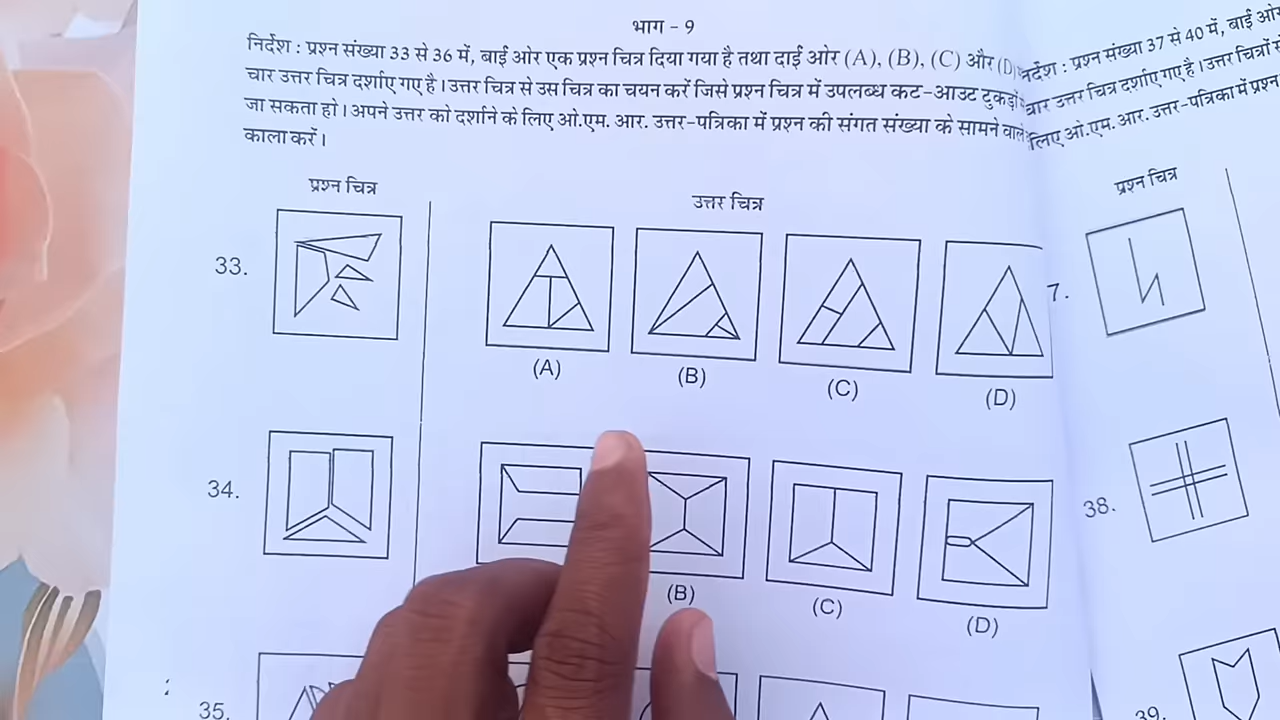 भाग - 9
निर्देश : प्रश्न संख्या 33 से 36 में, बाईं ओर एक प्रश्न चित्र दिया गया है तथा दाईं ओर (A), (B), (C) और (D)
चार उत्तर चित्र दर्शाए गए है। उत्तर चित्र से उस चित्र का चयन करें जिसे प्रश्न चित्र में उपलब्ध कट-आउट टुकड़ों
जा सकता हो। अपने उत्तर को दर्शाने के लिए ओ.एम. आर. उत्तर-पत्रिका में प्रश्न की संगत संख्या के सामने वाले
काला करें।
प्रश्न चित्र
उत्तर चित्र
33.
(A)
(B)
(C)
(D)
34.
(B)
(C)
(D)
35.
: प्रश्न संख्या 37 से 40 में, बाईं ओर
चार उत्तर चित्र दर्शाए गए है। उत्तर चित्रों
लिए ओ.एम. आर. उत्तर-पत्रिका में प्रश्न
प्रश्न चित्र
7.
38.
39.